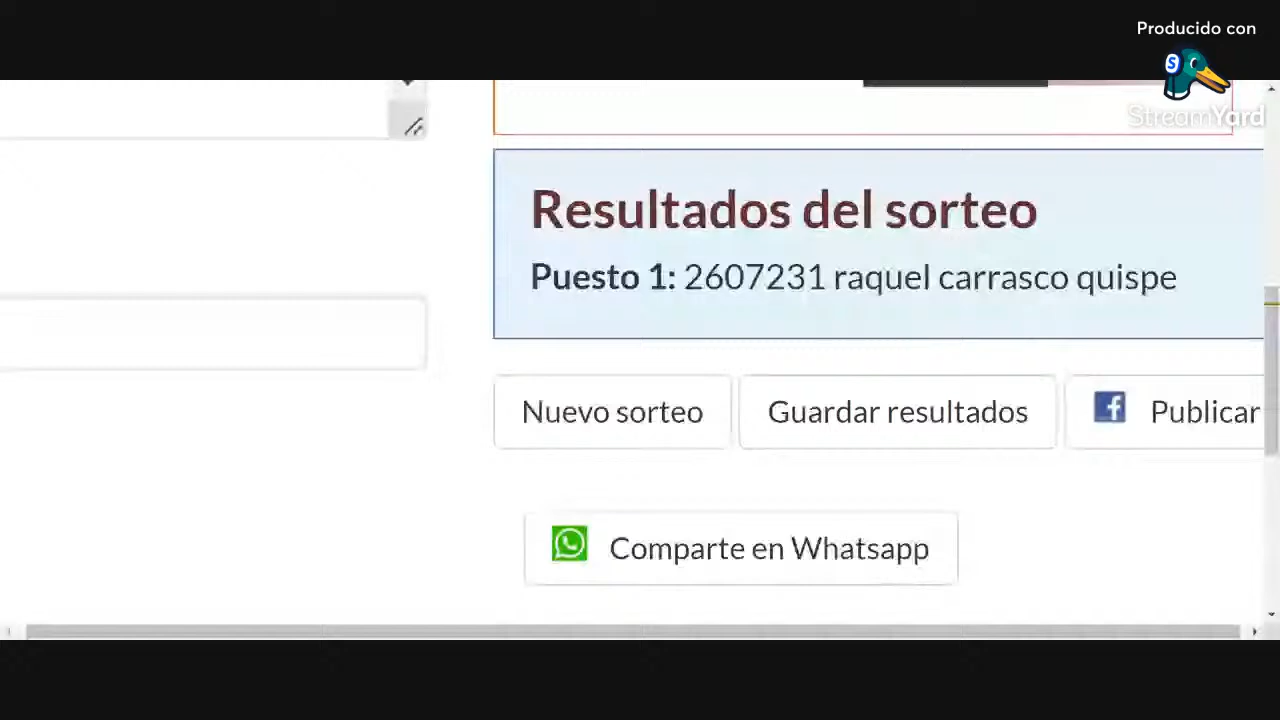 Producido con
StreamYard
Resultados del sorteo
Puesto 1: 2607231 raquel carrasco quispe
Nuevo sorteo
Guardar resultados
Publicar
Comparte en Whatsapp